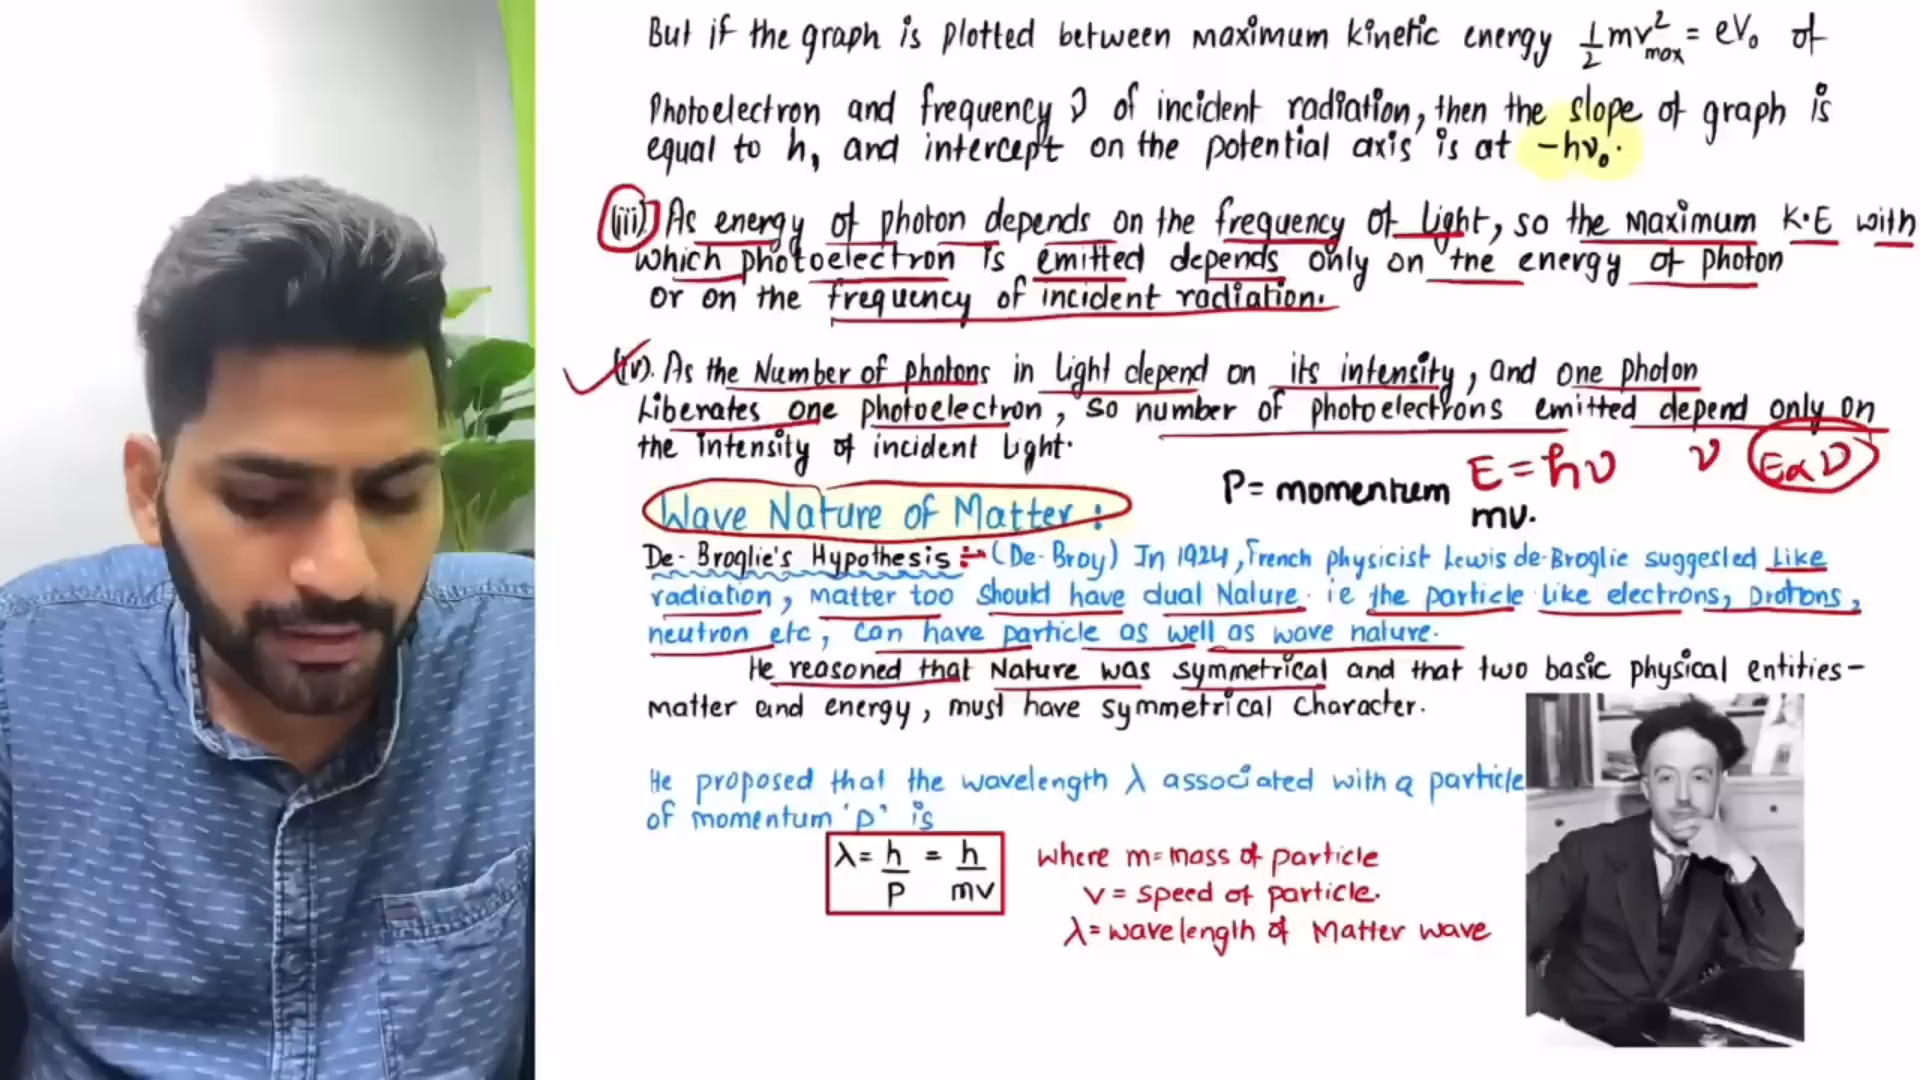 But if the graph is plotted between maximum kinetic energy 1/2 mv²max = eV₀ of
Photoelectron and frequency ν of incident radiation, then the slope of graph is
equal to h, and intercept on the potential axis is at -hν₀.
(iii) As energy of photon depends on the frequency of light, so the maximum K.E with
which photoelectron is emitted depends only on the energy of photon
or on the frequency of incident radiation.
(iv). As the Number of photons in light depend on its intensity, and one photon
Liberates one photoelectron, so number of photoelectrons emitted depend only on
the intensity of incident light.
P = momentum E = hν ν E∝ν
mv.
Wave Nature of Matter:
De-Broglie's Hypothesis :- (De-Broy) In 1924, French physicist Lewis de-Broglie suggested Like
radiation, matter too should have dual Nature. ie the particle like electrons, protons,
neutron etc, can have particle as well as wave nature.
He reasoned that Nature was symmetrical and that two basic physical entities-
matter and energy, must have symmetrical character.
He proposed that the wavelength λ associated with a particle
of momentum 'p' is
λ = h/P = h/mv where m = mass of particle
v = speed of particle.
λ = wavelength of Matter wave